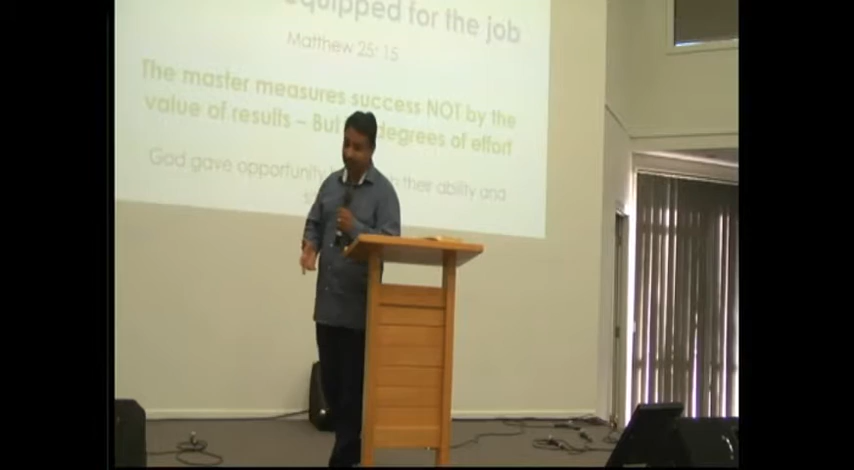 equipped for the job
Matthew 25:15
The master measures success NOT by the
value of results – But degrees of effort
God gave opportunity their ability and